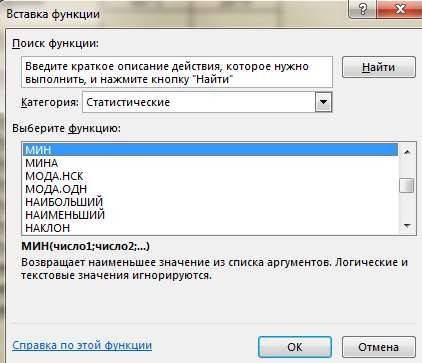 Вставка функции
?
Поиск функции:
Введите краткое описание действия, которое нужно
выполнить, и нажмите кнопку "Найти"
Найти
Категория: Статистические
Выберите функцию:
МИН
МИНА
МОДА.НСК
МОДА.ОДН
НАИБОЛЬШИЙ
НАИМЕНЬШИЙ
НАКЛОН
МИН(число1;число2;...)
Возвращает наименьшее значение из списка аргументов. Логические и
текстовые значения игнорируются.
Справка по этой функции
ОК
Отмена